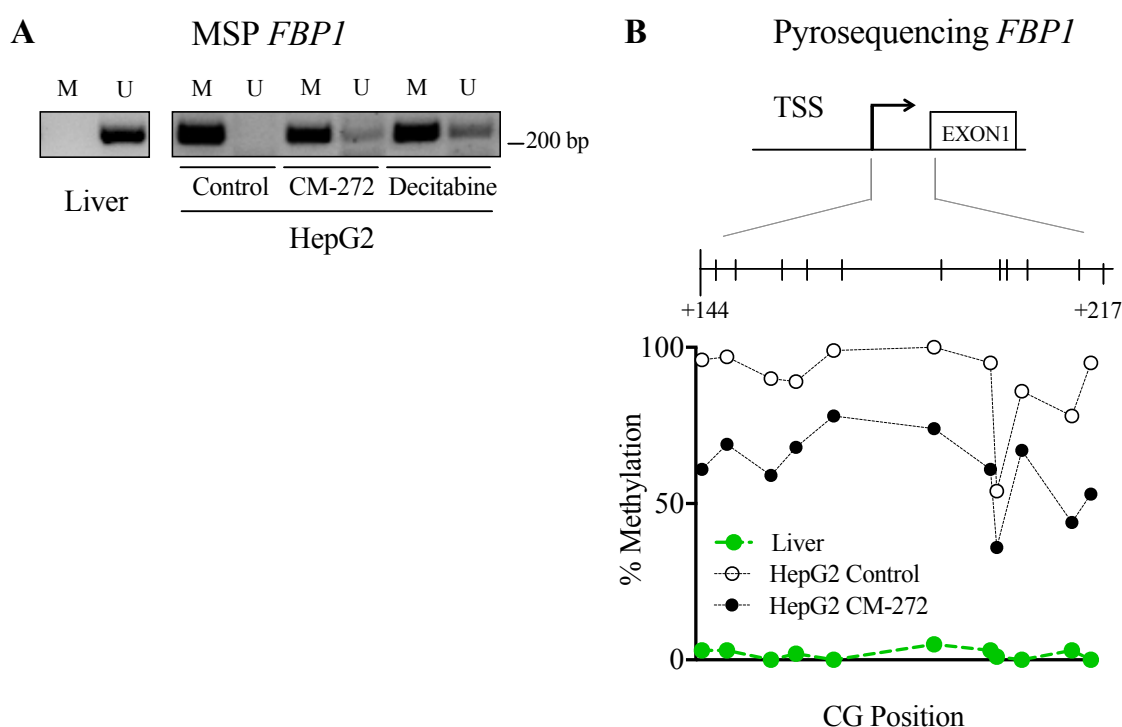 A
MSP FBP1
M U M U M U M U
200 bp
Control CM-272 Decitabine
Liver
HepG2
B
Pyrosequencing FBP1
TSS
EXON1
+144
+217
100
50
0
% Methylation
Liver
HepG2 Control
HepG2 CM-272
CG Position